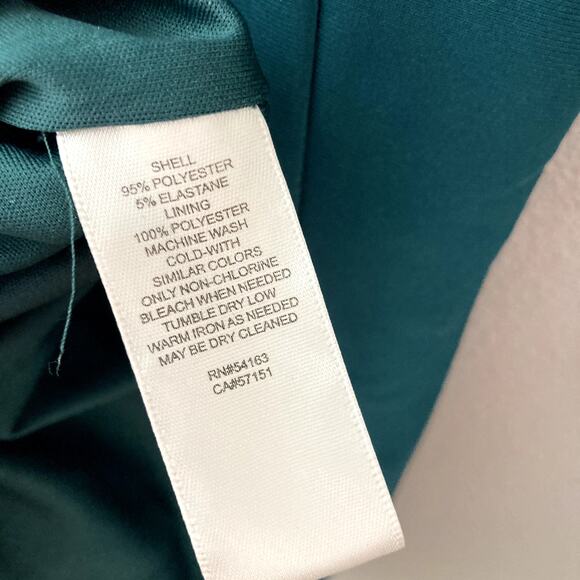 SHELL
95% POLYESTER
5% ELASTANE
LINING
100% POLYESTER
MACHINE WASH
COLD-WITH
SIMILAR COLORS
ONLY NON-CHLORINE
BLEACH WHEN NEEDED
TUMBLE DRY LOW
WARM IRON AS NEEDED
MAY BE DRY CLEANED
RN#54163
CA#57151